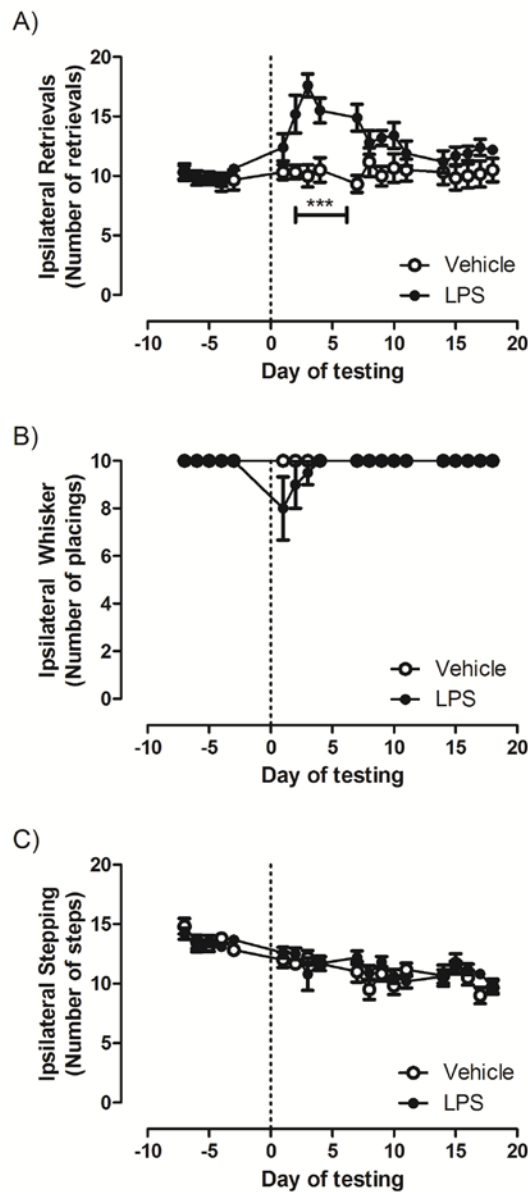 A)
Ipsilateral Retrievals
(Number of retrievals)
20
15
10
5
0
***
Vehicle
LPS
-10 -5 0 5 10 15 20
Day of testing
B)
Ipsilateral Whisker
(Number of placings)
10
8
6
4
2
0
Vehicle
LPS
-10 -5 0 5 10 15 20
Day of testing
C)
Ipsilateral Stepping
(Number of steps)
20
15
10
5
0
Vehicle
LPS
-10 -5 0 5 10 15 20
Day of testing